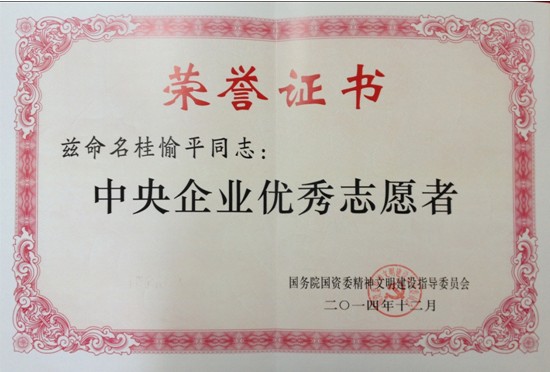 荣誉证书
兹命名桂愉平同志：
中央企业优秀志愿者
国务院国资委精神文明建设指导委员会
二〇一四年十二月